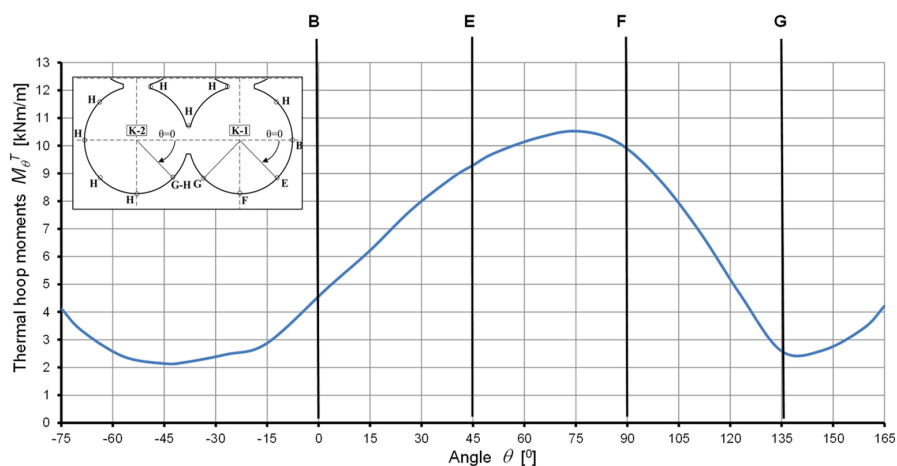 B E F G
Thermal hoop moments MθT [kNm/m]
13
12
11
10
9
8
7
6
5
4
3
2
1
0
H H H H
H
H K-2 θ=0 K-1 θ=0 B
H G-H G E
H F
-75 -60 -45 -30 -15 0 15 30 45 60 75 90 105 120 135 150 165
Angle θ [0]